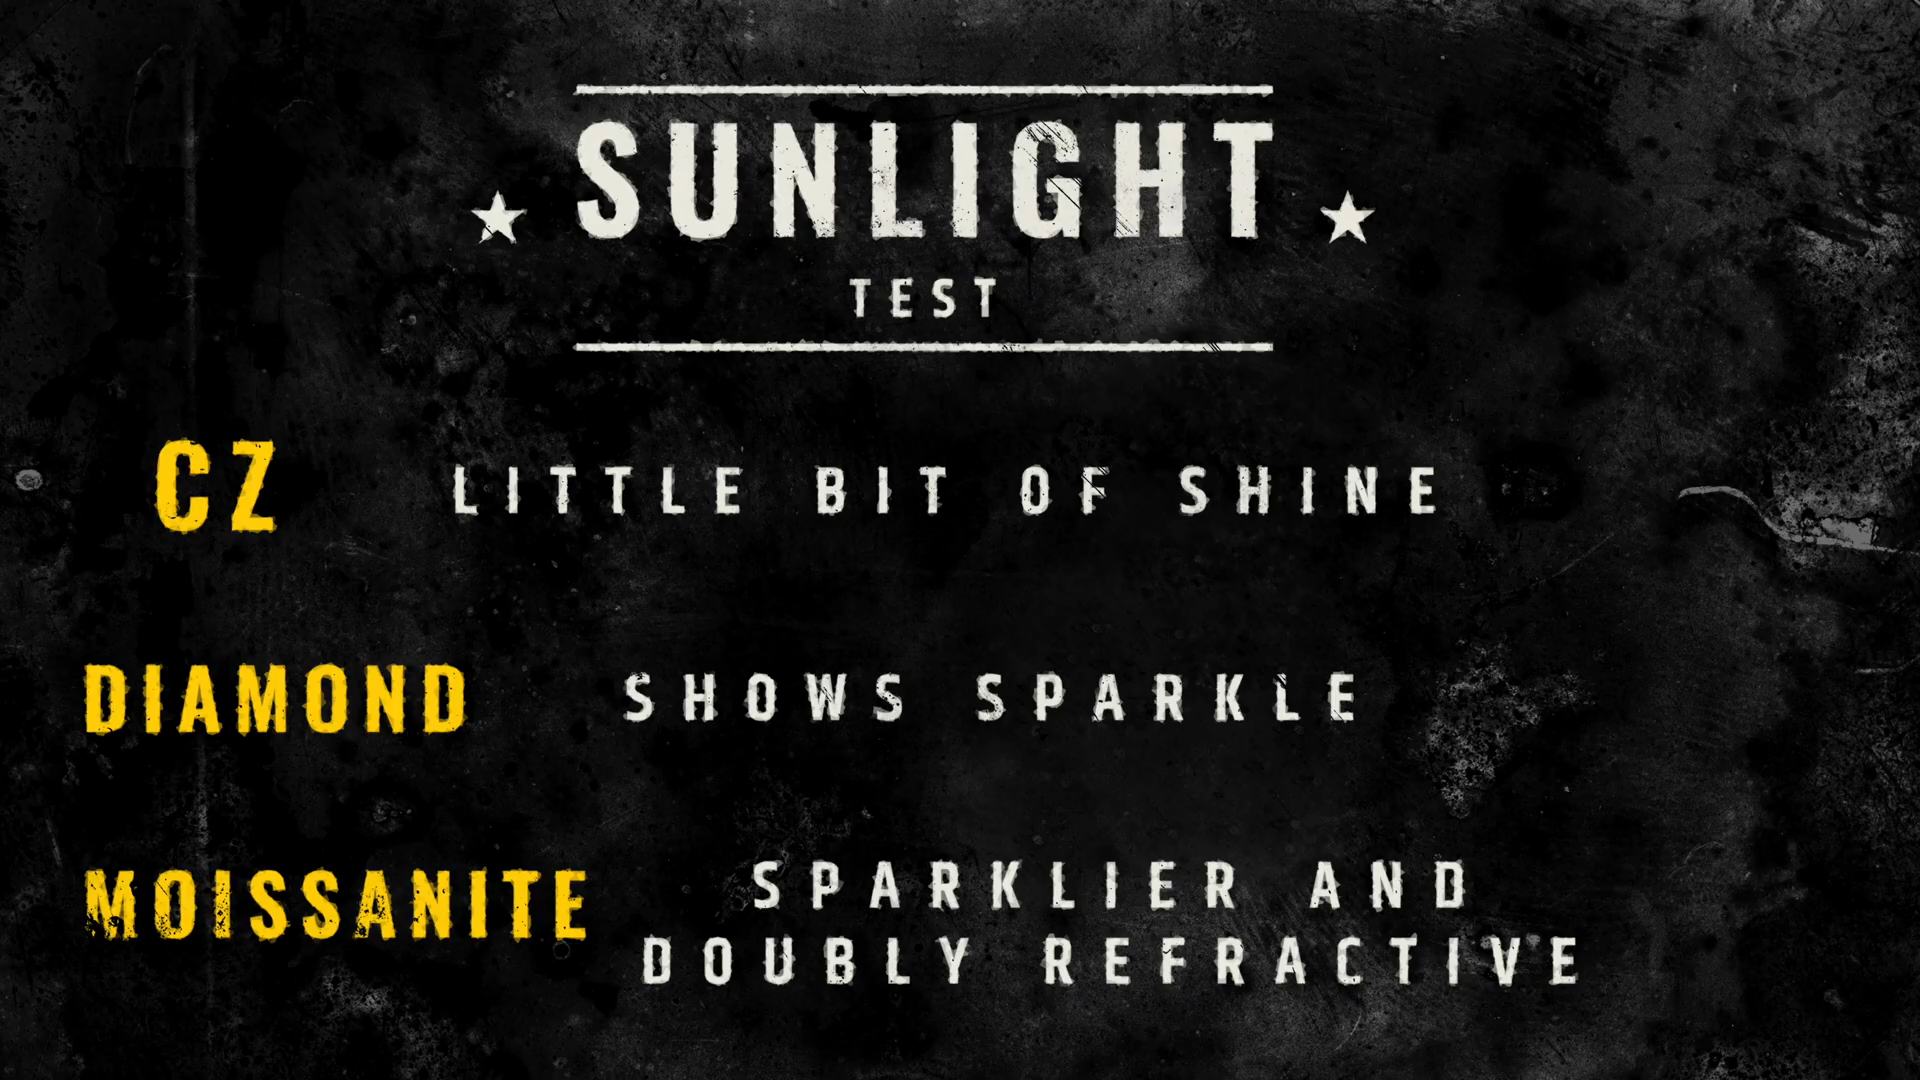 SUNLIGHT
TEST
CZ
LITTLE BIT OF SHINE
DIAMOND
SHOWS SPARKLE
MOISSANITE
SPARKLIER AND
DOUBLY REFRACTIVE